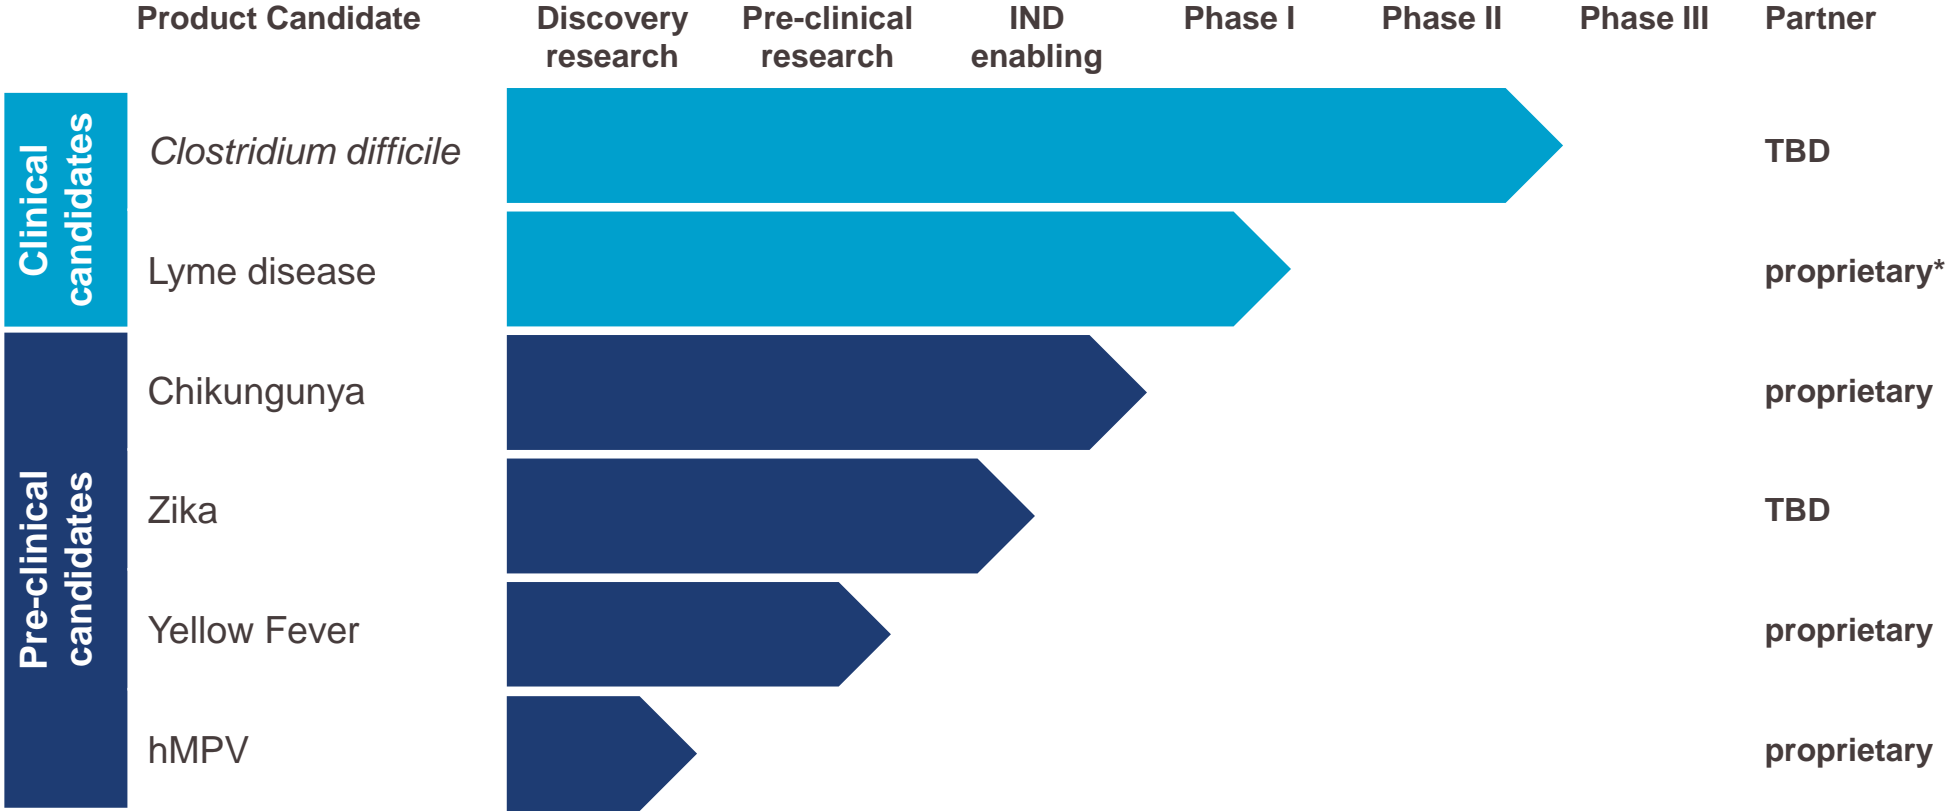 Product Candidate
Discovery
research
Pre-clinical
research
IND
enabling
Phase I
Phase II
Phase III
Partner
Clinical
candidates
Clostridium difficile
TBD
Lyme disease
proprietary*
Pre-clinical
candidates
Chikungunya
proprietary
Zika
TBD
Yellow Fever
proprietary
hMPV
proprietary